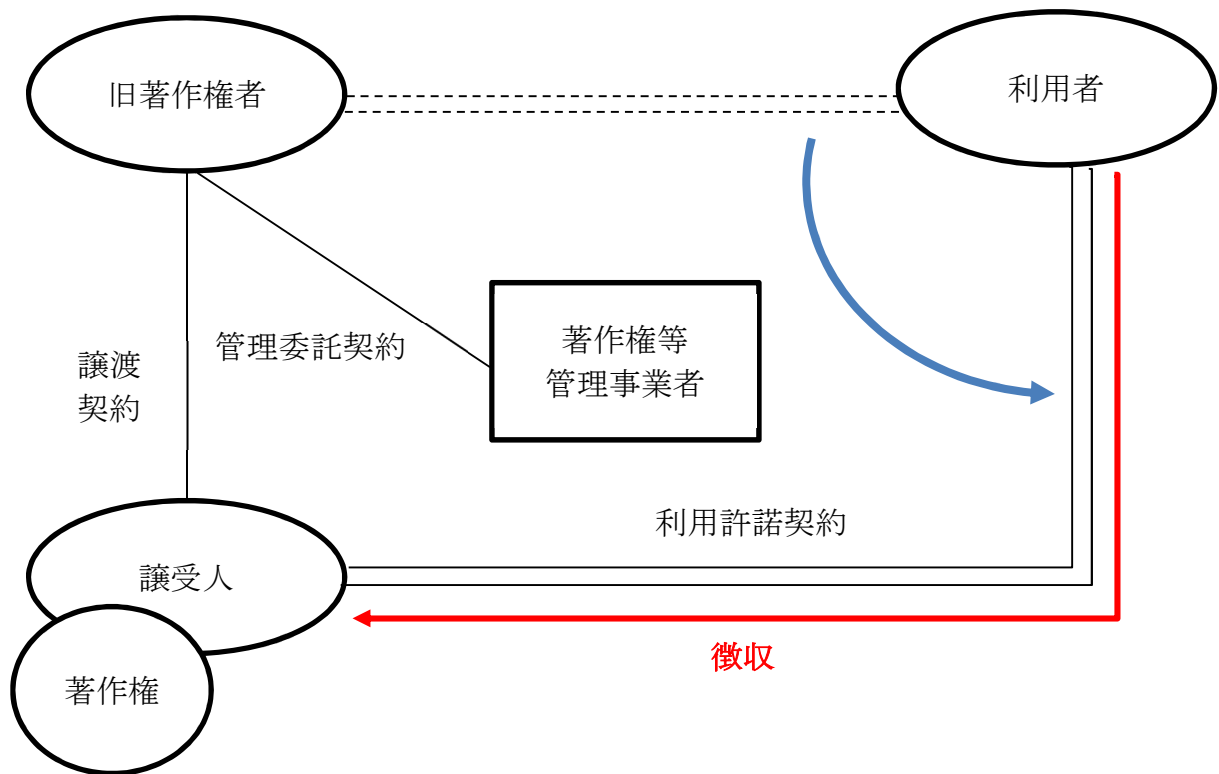 旧著作権者
利用者
管理委託契約
著作権等
管理事業者
譲渡
契約
利用許諾契約
譲受人
徴収
著作権